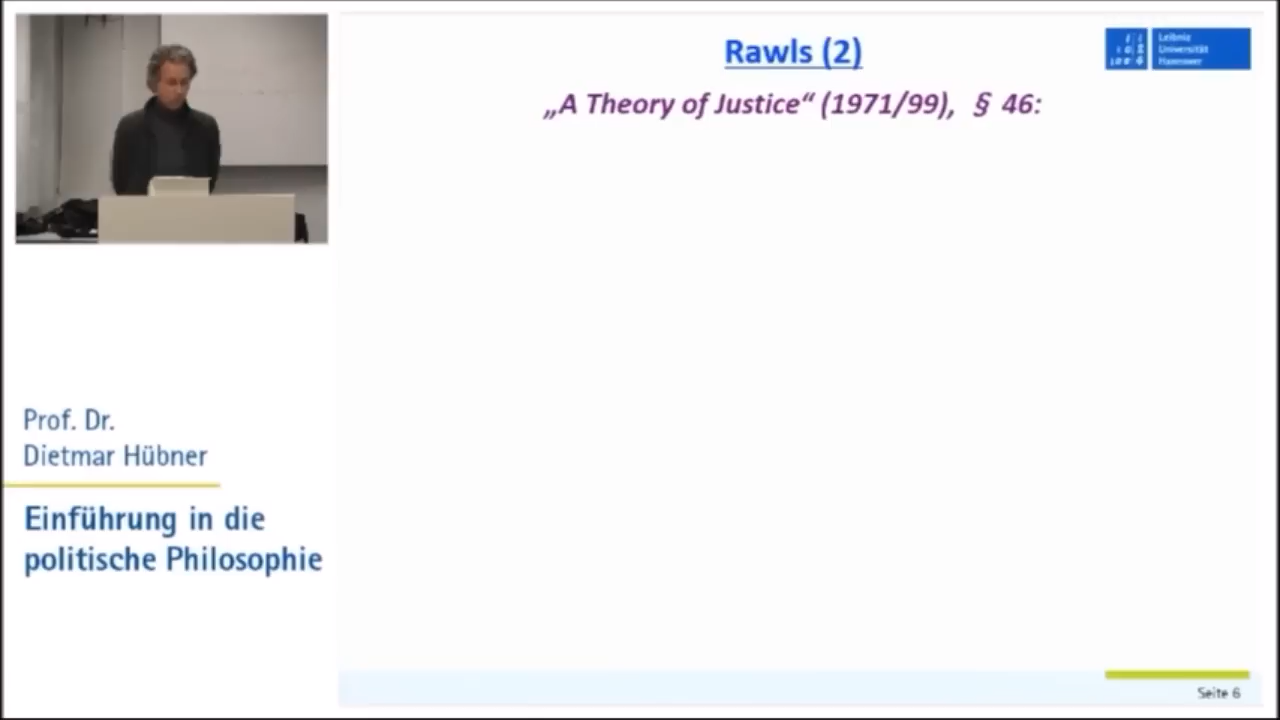 Rawls (2)
„A Theory of Justice“ (1971/99), § 46:
Leibniz
Universität
Hannover
Prof. Dr.
Dietmar Hübner
Einführung in die
politische Philosophie
Seite 6